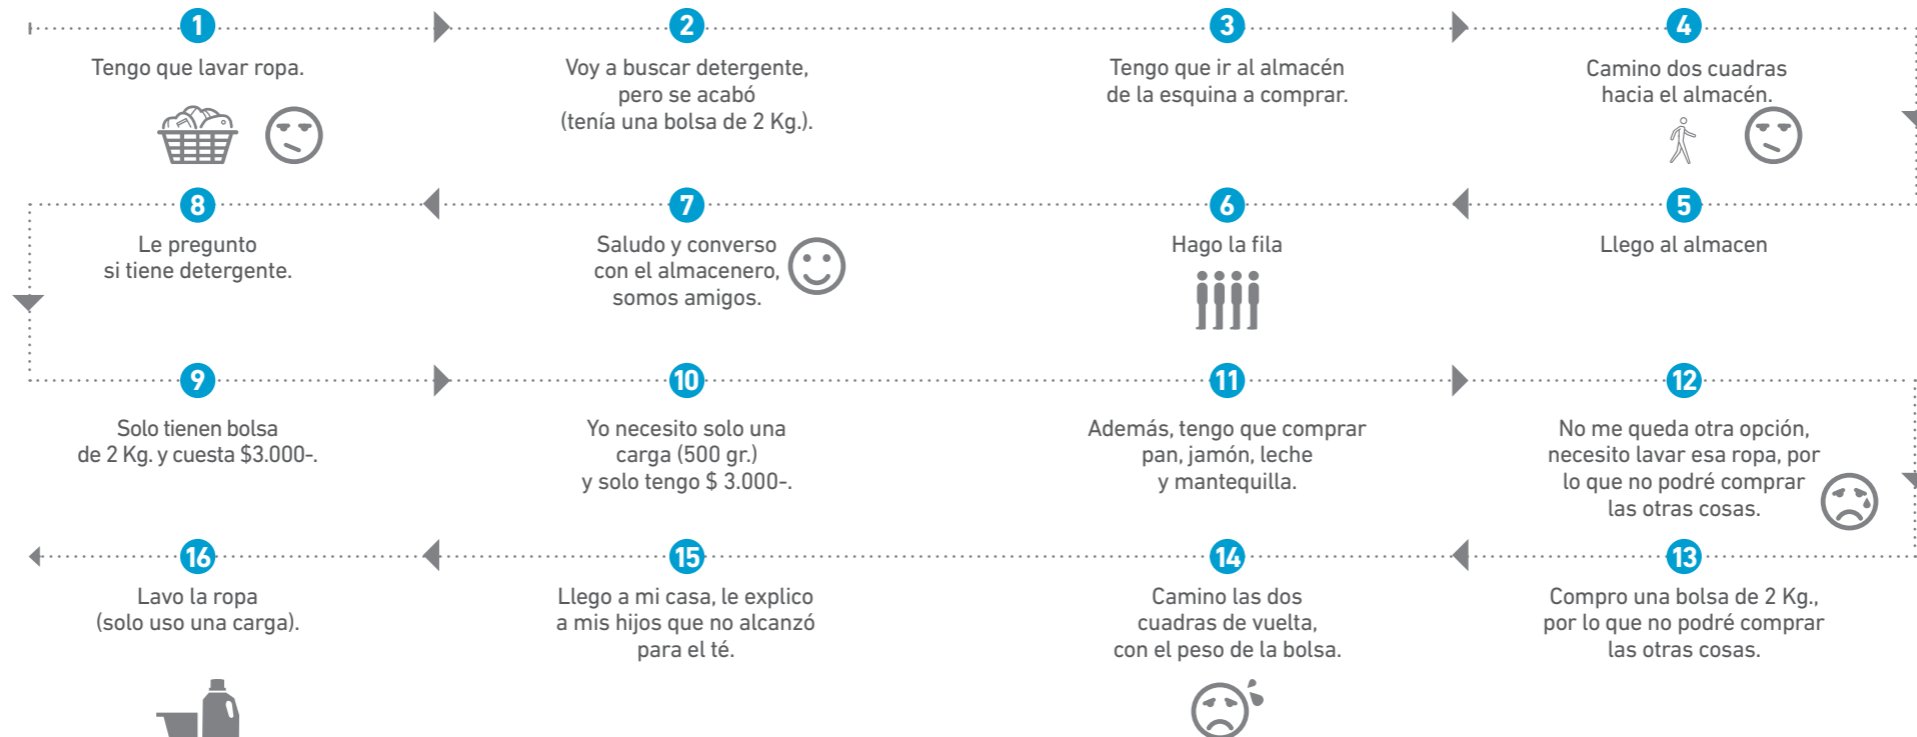 1
Tengo que lavar ropa.
2
Voy a buscar detergente,
pero se acabó
(tenía una bolsa de 2 Kg.).
3
Tengo que ir al almacén
de la esquina a comprar.
4
Camino dos cuadras
hacia el almacén.
5
Llego al almacen
6
Hago la fila
7
Saludo y converso
con el almacenero,
somos amigos.
8
Le pregunto
si tiene detergente.
9
Solo tienen bolsa
de 2 Kg. y cuesta $3.000-.
10
Yo necesito solo una
carga (500 gr.)
y solo tengo $ 3.000-.
11
Además, tengo que comprar
pan, jamón, leche
y mantequilla.
12
No me queda otra opción,
necesito lavar esa ropa, por
lo que no podré comprar
las otras cosas.
13
Compro una bolsa de 2 Kg.,
por lo que no podré comprar
las otras cosas.
14
Camino las dos
cuadras de vuelta,
con el peso de la bolsa.
15
Llego a mi casa, le explico
a mis hijos que no alcanzó
para el té.
16
Lavo la ropa
(solo uso una carga).